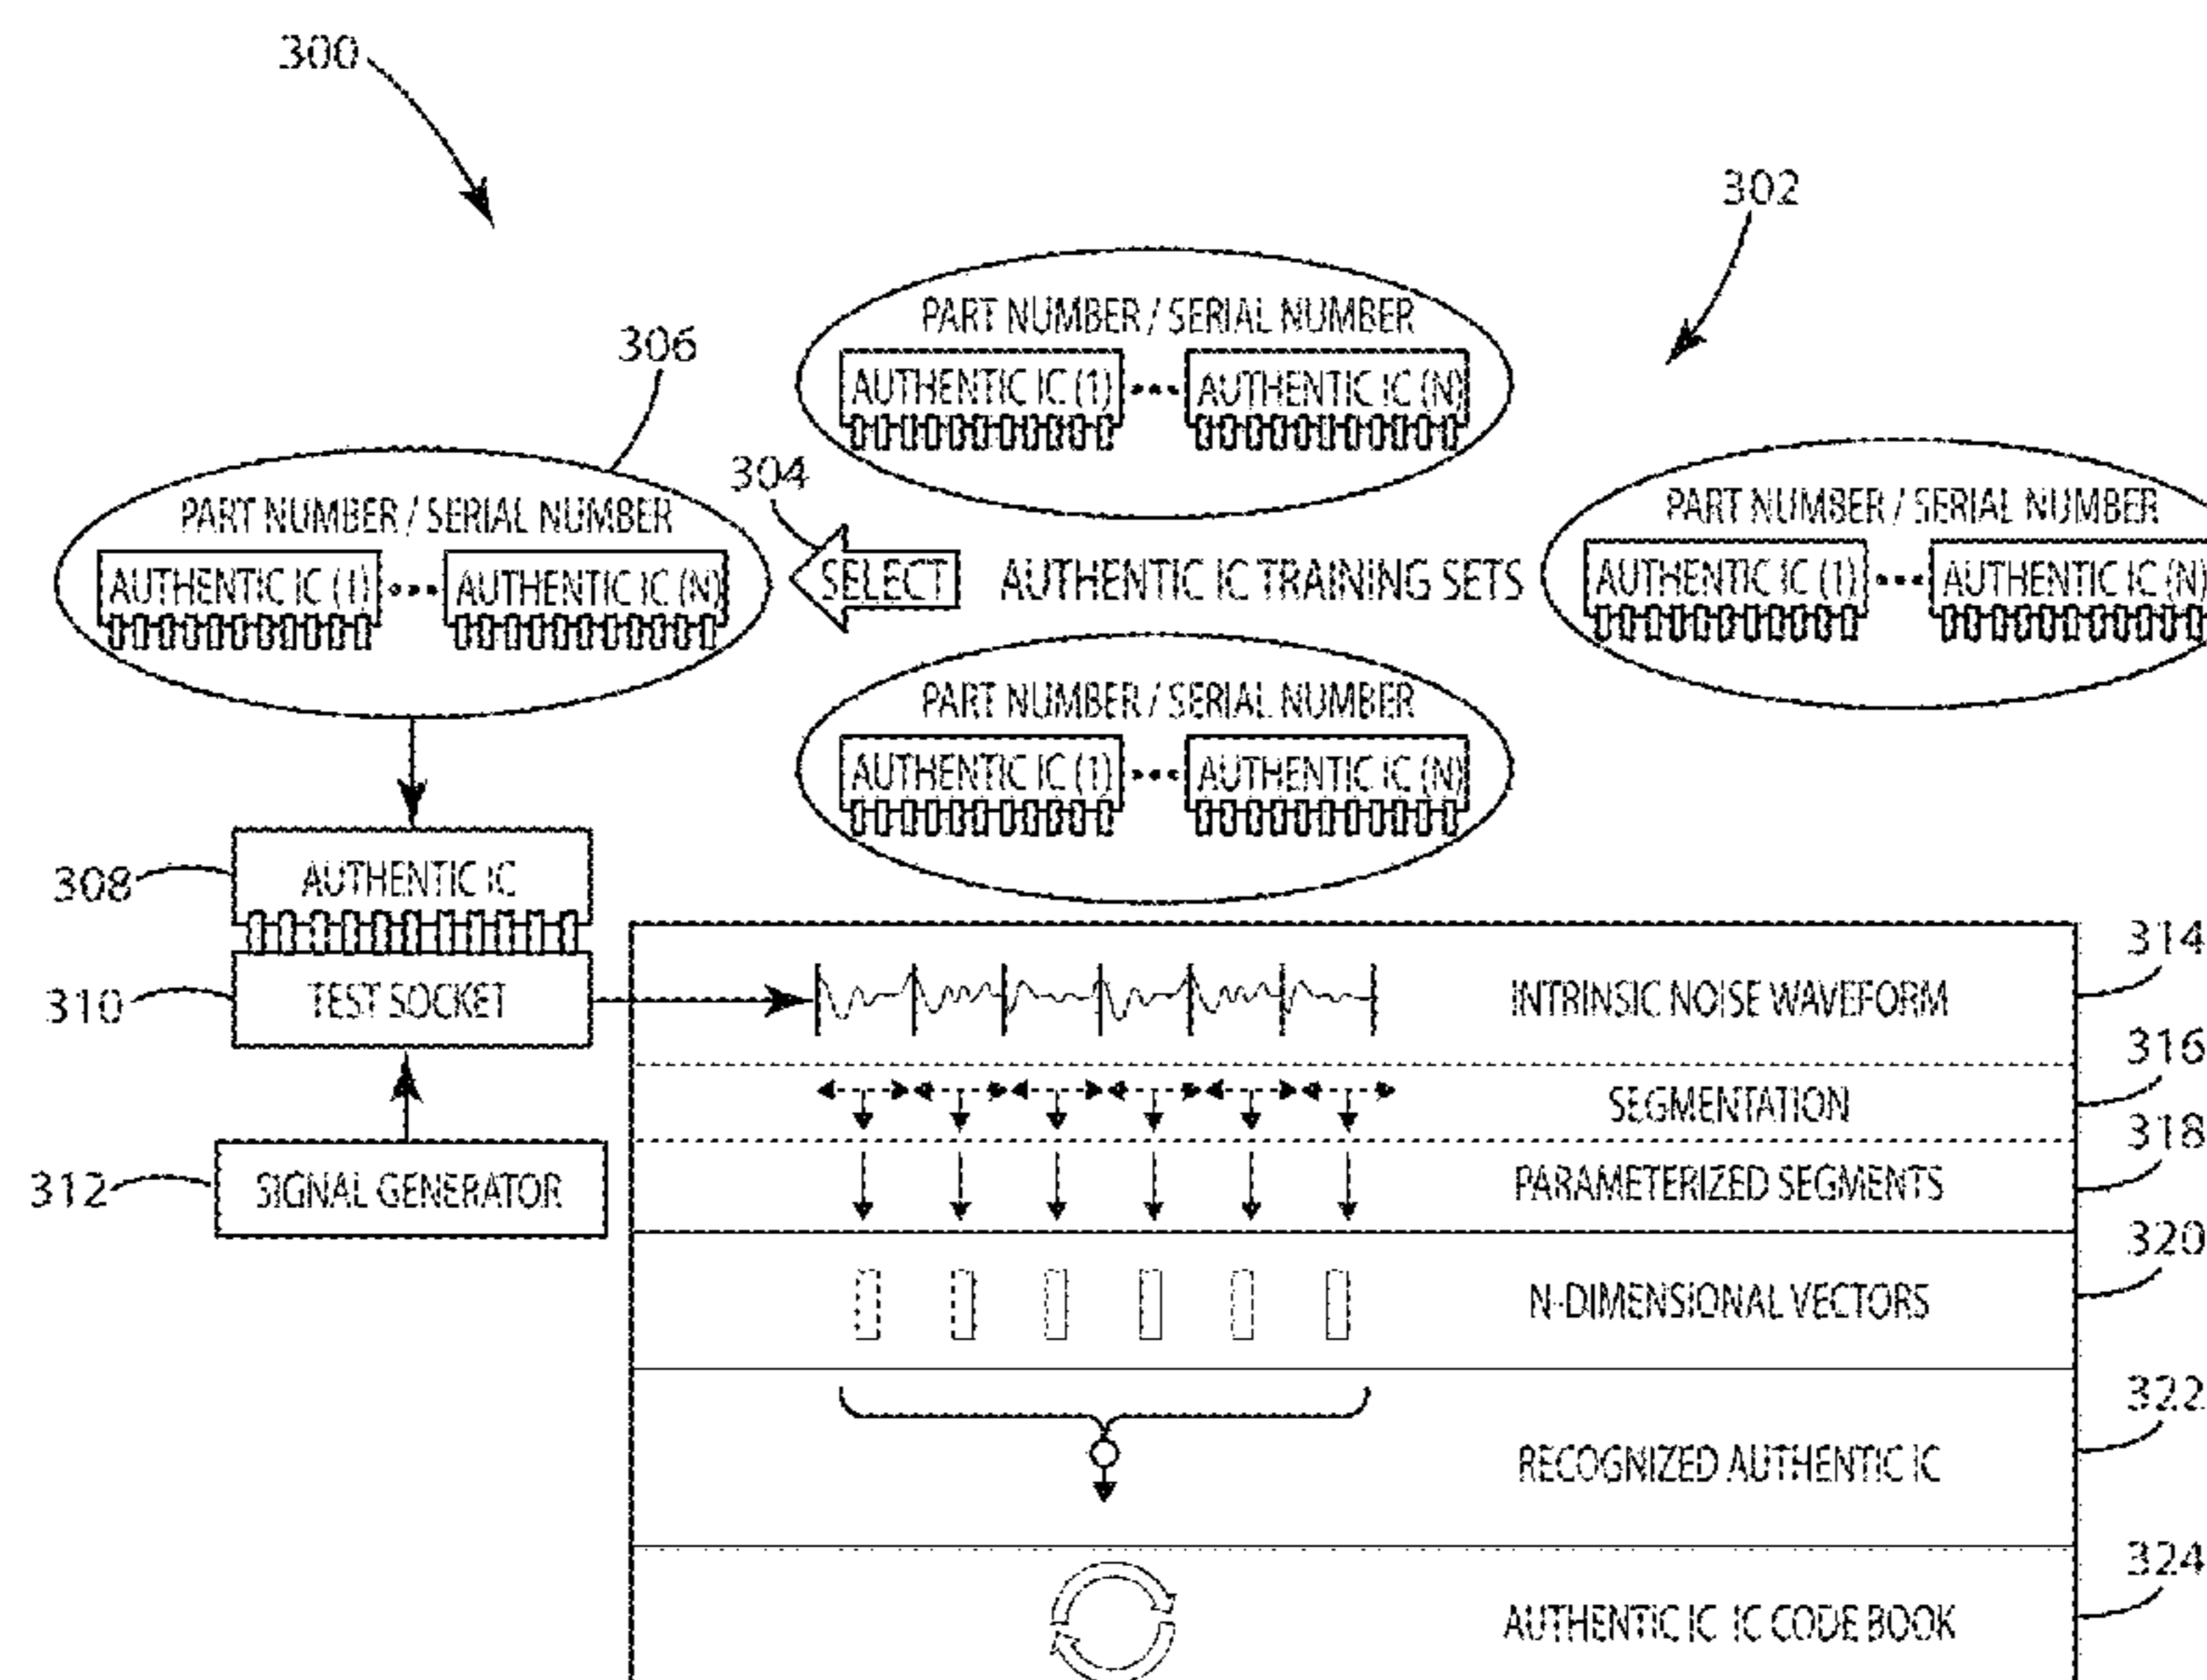 300
302
PART NUMBER / SERIAL NUMBER
306
AUTHENTIC IC (1) ••• AUTHENTIC IC (N)
304
PART NUMBER / SERIAL NUMBER
PART NUMBER / SERIAL NUMBER
AUTHENTIC IC (1) ••• AUTHENTIC IC (N)
SELECT
AUTHENTIC IC TRAINING SETS
AUTHENTIC IC (1) ••• AUTHENTIC IC (N)
PART NUMBER / SERIAL NUMBER
AUTHENTIC IC (1) ••• AUTHENTIC IC (N)
308
AUTHENTIC IC
314
310
TEST SOCKET
INTRINSIC NOISE WAVEFORM
316
SEGMENTATION
318
312
SIGNAL GENERATOR
PARAMETERIZED SEGMENTS
320
N-DIMENSIONAL VECTORS
322
RECOGNIZED AUTHENTIC IC
324
AUTHENTIC IC IC CODE BOOK